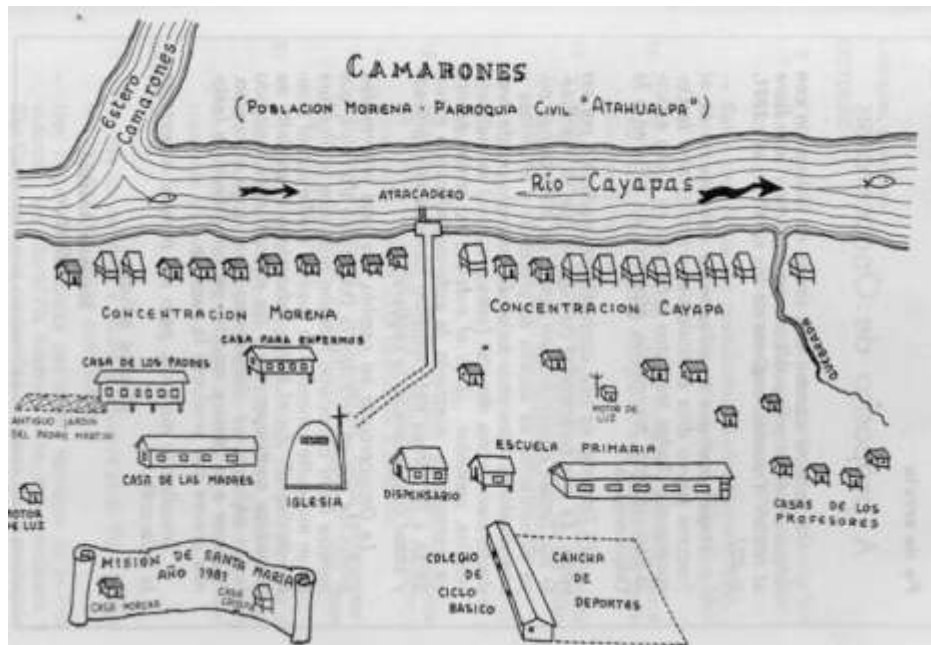 CAMARONES
(POBLACION MORENA - PARROQUIA CIVIL "ATAHUALPA")
Estero
Camarones
Río Cayapas
ATRACADERO
CONCENTRACION MORENA
CONCENTRACION CAYAPA
QUEBRADA
CASA PARA ENFERMOS
CASA DE LOS PADRES
ANTIGUO JARDIN
DEL PADRE MARTIN
MOTOR DE
LUZ
CASA DE LAS MADRES
IGLESIA
DISPENSARIO
ESCUELA PRIMARIA
CASAS DE LOS
PROFESORES
MOTOR
DE LUZ
MISION DE SANTA MARIA
AÑO 1981
CASA MORENA
CASA
CAYAPA
COLEGIO
DE
CICLO
BASICO
CANCHA
DE
DEPORTES